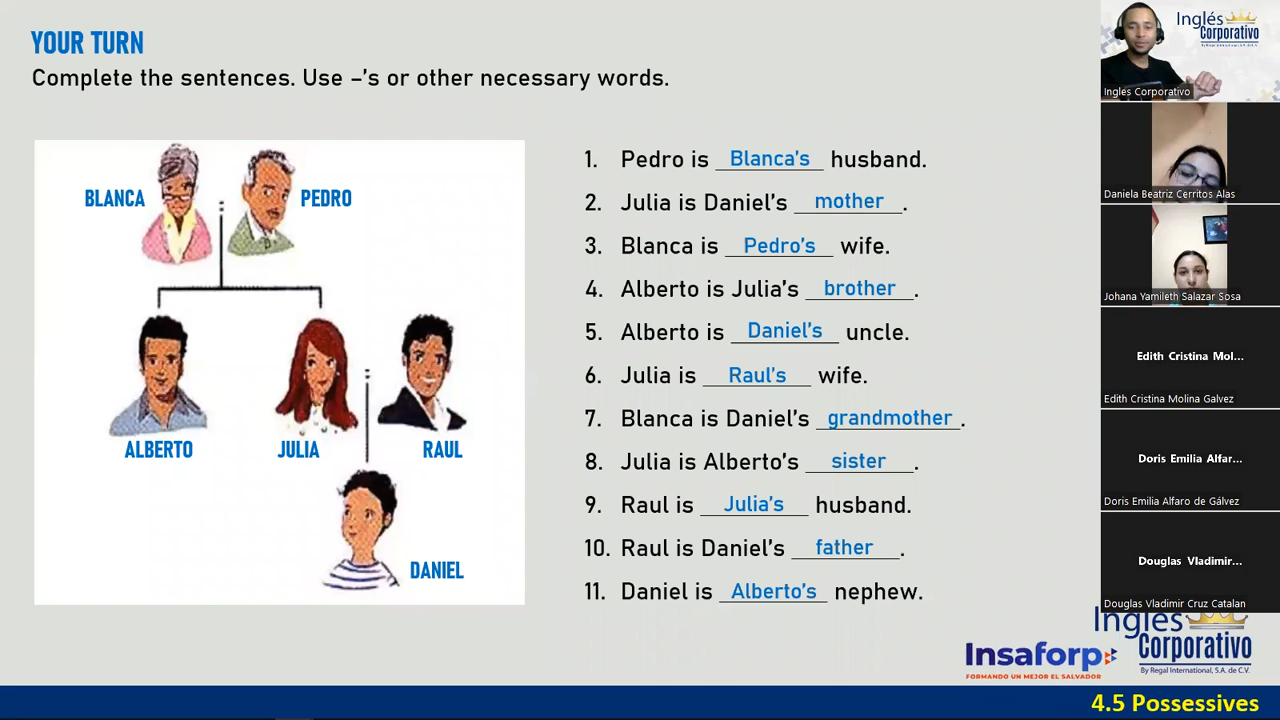 YOUR TURN
Complete the sentences. Use –'s or other necessary words.
BLANCA
PEDRO
ALBERTO
JULIA
RAUL
DANIEL
1. Pedro is Blanca's husband.
2. Julia is Daniel's mother.
3. Blanca is Pedro's wife.
4. Alberto is Julia's brother.
5. Alberto is Daniel's uncle.
6. Julia is Raul's wife.
7. Blanca is Daniel's grandmother.
8. Julia is Alberto's sister.
9. Raul is Julia's husband.
10. Raul is Daniel's father.
11. Daniel is Alberto's nephew.
Inglés
Corporativo
By Regal International, S.A. de C.V.
Ingles Corporativo
Daniela Beatriz Cerritos Alas
Johana Yamileth Salazar Sosa
Edith Cristina Mol...
Edith Cristina Molina Galvez
Doris Emilia Alfar...
Doris Emilia Alfaro de Gálvez
Douglas Vladimir...
Douglas Vladimir Cruz Catalan
Insaforp
FORMANDO UN MEJOR EL SALVADOR
Inglés
Corporativo
By Regal International, S.A. de C.V.
4.5 Possessives